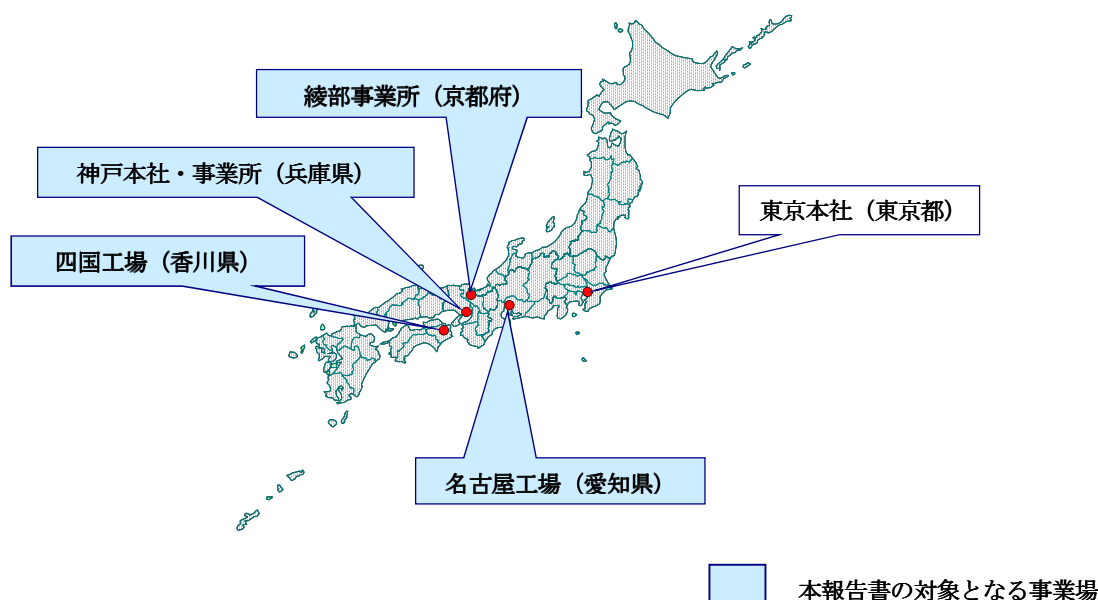 綾部事業所（京都府）
神戸本社・事業所（兵庫県）
東京本社（東京都）
四国工場（香川県）
名古屋工場（愛知県）
本報告書の対象となる事業場